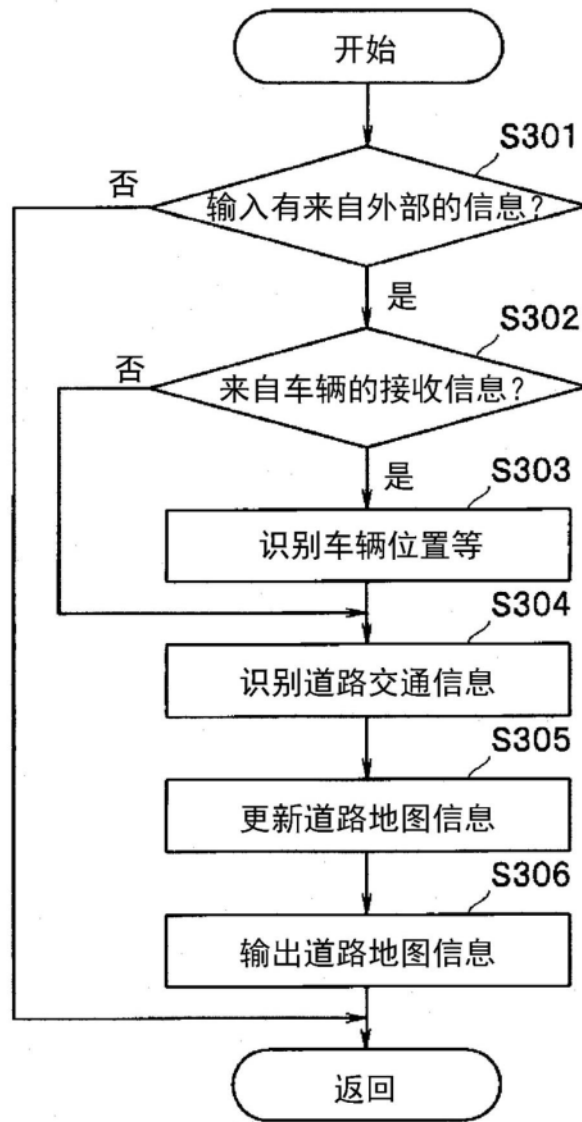 开始
S301
否
输入有来自外部的信息?
是
S302
否
来自车辆的接收信息?
是
S303
识别车辆位置等
S304
识别道路交通信息
S305
更新道路地图信息
S306
输出道路地图信息
返回